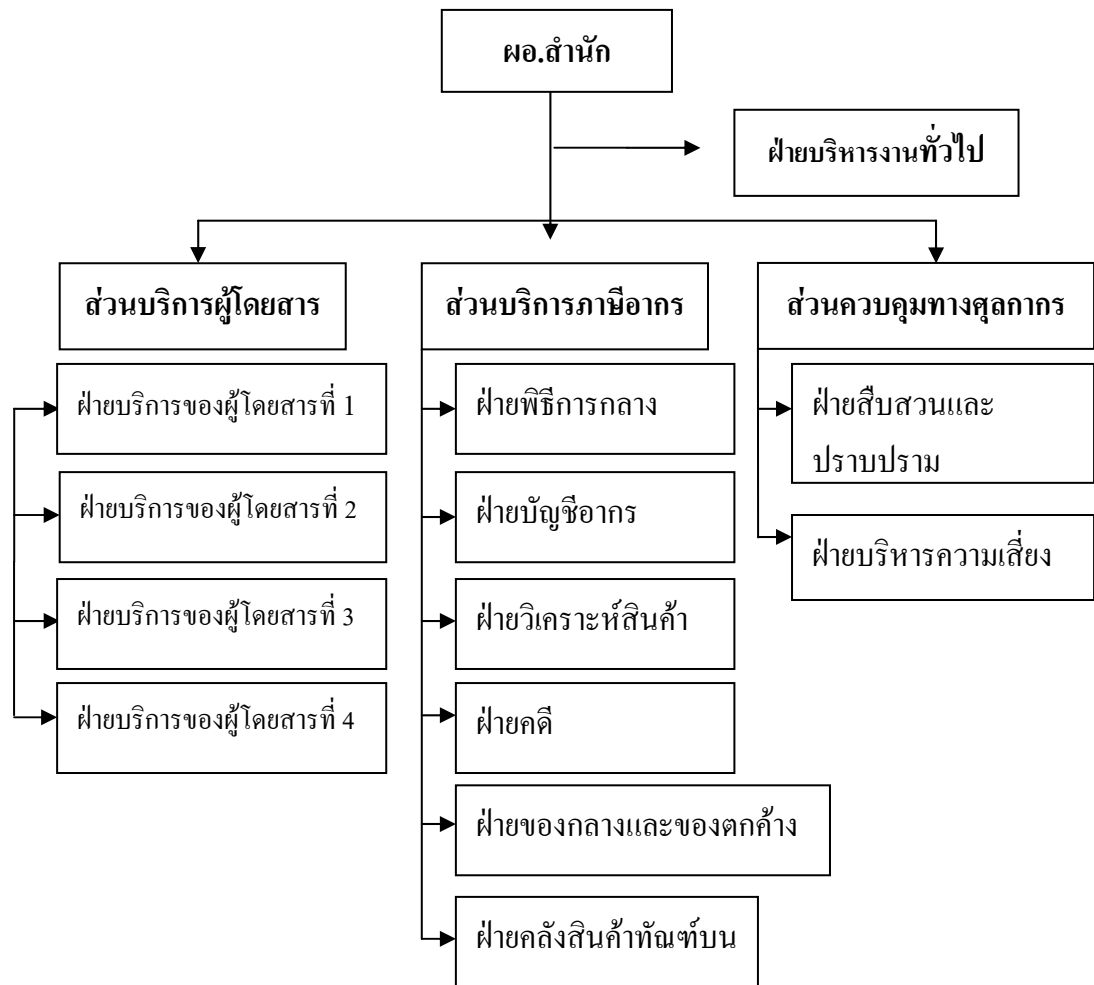 ผอ.สำนัก
ฝ่ายบริหารงานทั่วไป
ส่วนบริการผู้โดยสาร
ฝ่ายบริการของผู้โดยสารที่ 1
ฝ่ายบริการของผู้โดยสารที่ 2
ฝ่ายบริการของผู้โดยสารที่ 3
ฝ่ายบริการของผู้โดยสารที่ 4
ส่วนบริการภาษีอากร
ฝ่ายพิธีการกลาง
ฝ่ายบัญชีอากร
ฝ่ายวิเคราะห์สินค้า
ฝ่ายคดี
ฝ่ายของกลางและของตกค้าง
ฝ่ายคลังสินค้าทัณฑ์บน
ส่วนควบคุมทางศุลกากร
ฝ่ายสืบสวนและ
ปราบปราม
ฝ่ายบริหารความเสี่ยง